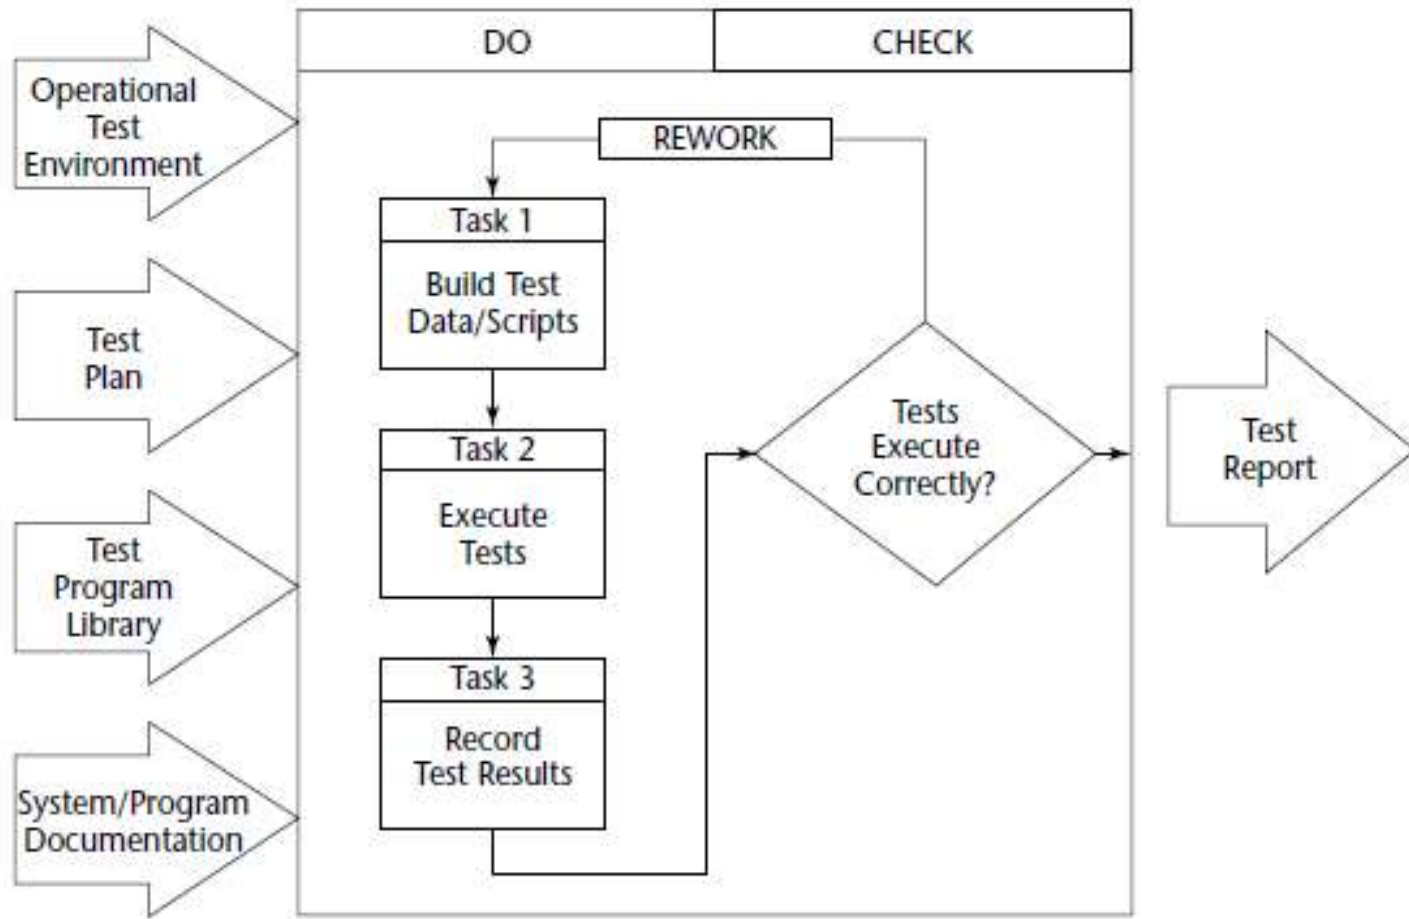 Operational
Test
Environment
Test
Plan
Test
Program
Library
System/Program
Documentation
DO
CHECK
REWORK
Task 1
Build Test
Data/Scripts
Task 2
Execute
Tests
Task 3
Record
Test Results
Tests
Execute
Correctly?
Test
Report